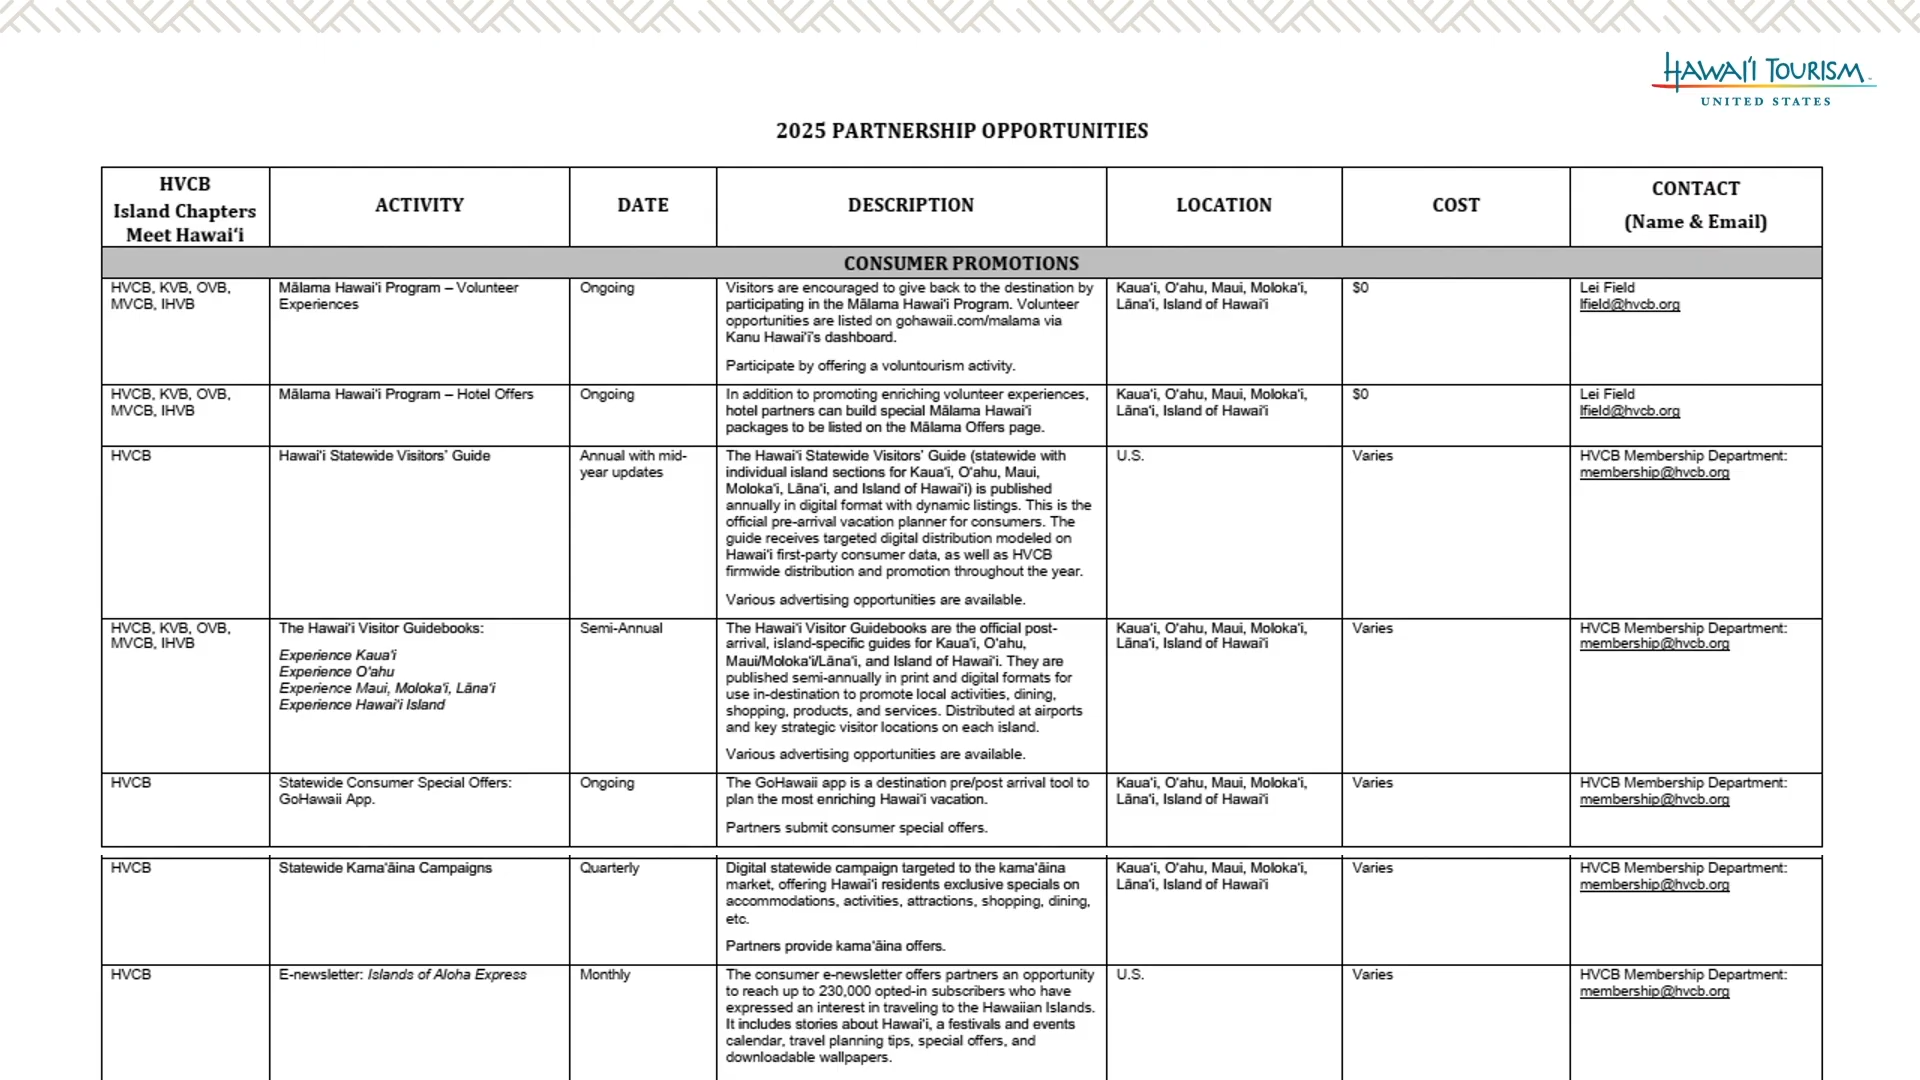 HAWAIʻI TOURISM
UNITED STATES
2025 PARTNERSHIP OPPORTUNITIES
HVCB
Island Chapters
Meet Hawaiʻi
ACTIVITY
DATE
DESCRIPTION
LOCATION
COST
CONTACT
(Name & Email)
CONSUMER PROMOTIONS
HVCB, KVB, OVB,
MVCB, IHVB
Mālama Hawaiʻi Program – Volunteer
Experiences
Ongoing
Visitors are encouraged to give back to the destination by
participating in the Mālama Hawaiʻi Program. Volunteer
opportunities are listed on gohawaii.com/malama via
Kanu Hawaiʻi's dashboard.
Participate by offering a voluntourism activity.
Kauaʻi, Oʻahu, Maui, Molokaʻi,
Lānaʻi, Island of Hawaiʻi
$0
Lei Field
lfield@hvcb.org
HVCB, KVB, OVB,
MVCB, IHVB
Mālama Hawaiʻi Program – Hotel Offers
Ongoing
In addition to promoting enriching volunteer experiences,
hotel partners can build special Mālama Hawaiʻi
packages to be listed on the Mālama Offers page.
Kauaʻi, Oʻahu, Maui, Molokaʻi,
Lānaʻi, Island of Hawaiʻi
$0
Lei Field
lfield@hvcb.org
HVCB
Hawaiʻi Statewide Visitors' Guide
Annual with mid-
year updates
The Hawaiʻi Statewide Visitors' Guide (statewide with
individual island sections for Kauaʻi, Oʻahu, Maui,
Molokaʻi, Lānaʻi, and Island of Hawaiʻi) is published
annually in digital format with dynamic listings. This is the
official pre-arrival vacation planner for consumers. The
guide receives targeted digital distribution modeled on
Hawaiʻi first-party consumer data, as well as HVCB
firmwide distribution and promotion throughout the year.
Various advertising opportunities are available.
U.S.
Varies
HVCB Membership Department:
membership@hvcb.org
HVCB, KVB, OVB,
MVCB, IHVB
The Hawaiʻi Visitor Guidebooks:
Experience Kauaʻi
Experience Oʻahu
Experience Maui, Molokaʻi, Lānaʻi
Experience Hawaiʻi Island
Semi-Annual
The Hawaiʻi Visitor Guidebooks are the official post-
arrival, island-specific guides for Kauaʻi, Oʻahu,
Maui/Molokaʻi/Lānaʻi, and Island of Hawaiʻi. They are
published semi-annually in print and digital formats for
use in-destination to promote local activities, dining,
shopping, products, and services. Distributed at airports
and key strategic visitor locations on each island.
Various advertising opportunities are available.
Kauaʻi, Oʻahu, Maui, Molokaʻi,
Lānaʻi, Island of Hawaiʻi
Varies
HVCB Membership Department:
membership@hvcb.org
HVCB
Statewide Consumer Special Offers:
GoHawaii App.
Ongoing
The GoHawaii app is a destination pre/post arrival tool to
plan the most enriching Hawaiʻi vacation.
Partners submit consumer special offers.
Kauaʻi, Oʻahu, Maui, Molokaʻi,
Lānaʻi, Island of Hawaiʻi
Varies
HVCB Membership Department:
membership@hvcb.org
HVCB
Statewide Kamaʻāina Campaigns
Quarterly
Digital statewide campaign targeted to the kamaʻāina
market, offering Hawaiʻi residents exclusive specials on
accommodations, activities, attractions, shopping, dining,
etc.
Partners provide kamaʻāina offers.
Kauaʻi, Oʻahu, Maui, Molokaʻi,
Lānaʻi, Island of Hawaiʻi
Varies
HVCB Membership Department:
membership@hvcb.org
HVCB
E-newsletter: Islands of Aloha Express
Monthly
The consumer e-newsletter offers partners an opportunity
to reach up to 230,000 opted-in subscribers who have
expressed an interest in traveling to the Hawaiian Islands.
It includes stories about Hawaiʻi, a festivals and events
calendar, travel planning tips, special offers, and
downloadable wallpapers.
U.S.
Varies
HVCB Membership Department:
membership@hvcb.org